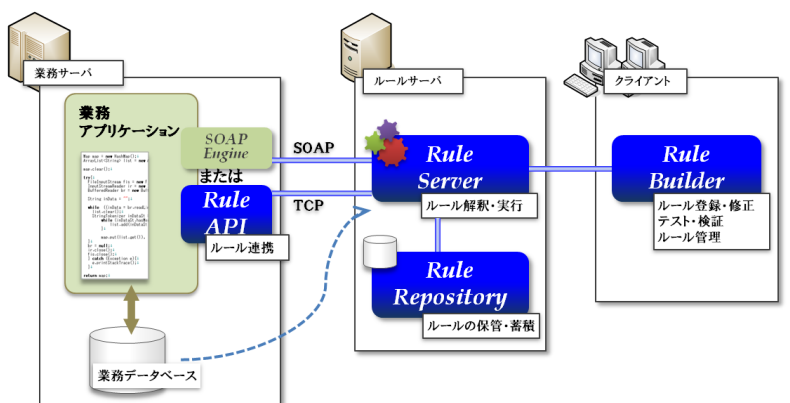 業務サーバ
業務
アプリケーション
SOAP
Engine
または
Rule
API
ルール連携
業務データベース
SOAP
TCP
ルールサーバ
Rule
Server
ルール解釈・実行
Rule
Repository
ルールの保管・蓄積
クライアント
Rule
Builder
ルール登録・修正
テスト・検証
ルール管理